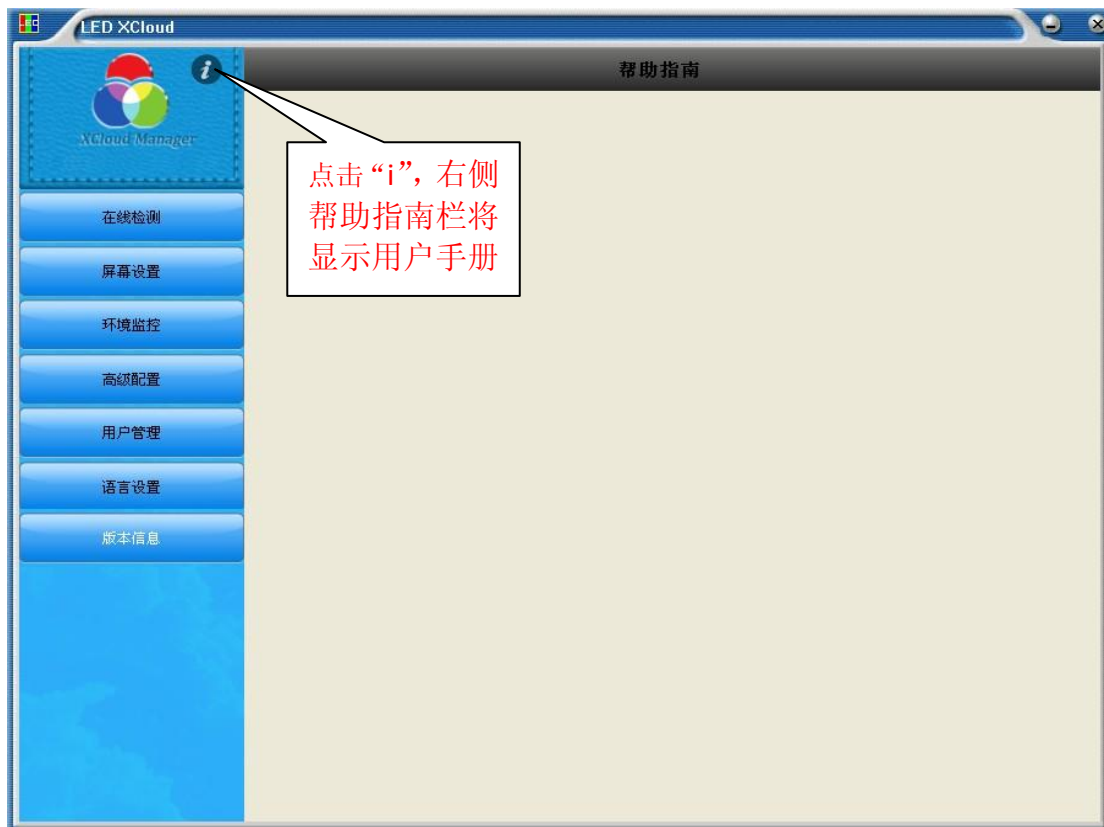 LED XCloud
i
XCloud Manager
帮助指南
点击“i”，右侧
帮助指南栏将
显示用户手册
在线检测
屏幕设置
环境监控
高级配置
用户管理
语言设置
版本信息